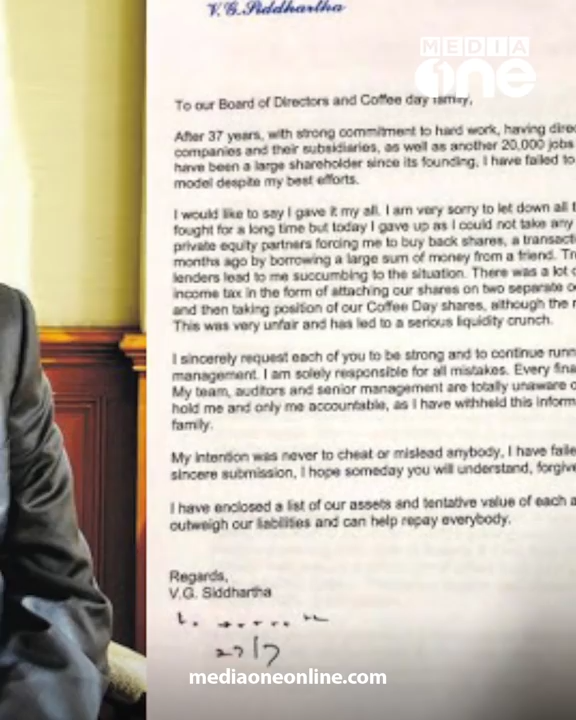 V.G.Siddhartha
MEDIA
one
To our Board of Directors and Coffee day family,
After 37 years, with strong commitment to hard work, having direc
companies and their subsidiaries, as well as another 20,000 jobs
have been a large shareholder since its founding, I have failed to
model despite my best efforts.
I would like to say I gave it my all. I am very sorry to let down all t
fought for a long time but today I gave up as I could not take any
private equity partners forcing me to buy back shares, a transacti
months ago by borrowing a large sum of money from a friend. Tr
lenders lead to me succumbing to the situation. There was a lot o
income tax in the form of attaching our shares on two separate o
and then taking position of our Coffee Day shares, although the r
This was very unfair and has led to a serious liquidity crunch.
I sincerely request each of you to be strong and to continue runn
management. I am solely responsible for all mistakes. Every fina
My team, auditors and senior management are totally unaware o
hold me and only me accountable, as I have withheld this inform
family.
My intention was never to cheat or mislead anybody, I have faile
sincere submission, I hope someday you will understand, forgive
I have enclosed a list of our assets and tentative value of each a
outweigh our liabilities and can help repay everybody.
Regards,
V.G. Siddhartha
27/7
mediaoneonline.com